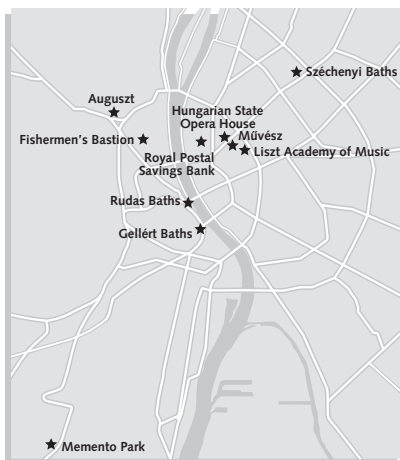 Széchenyi Baths
Auguszt
Hungarian State
Opera House
Fishermen's Bastion
Művész
Liszt Academy of Music
Royal Postal
Savings Bank
Rudas Baths
Gellért Baths
Memento Park